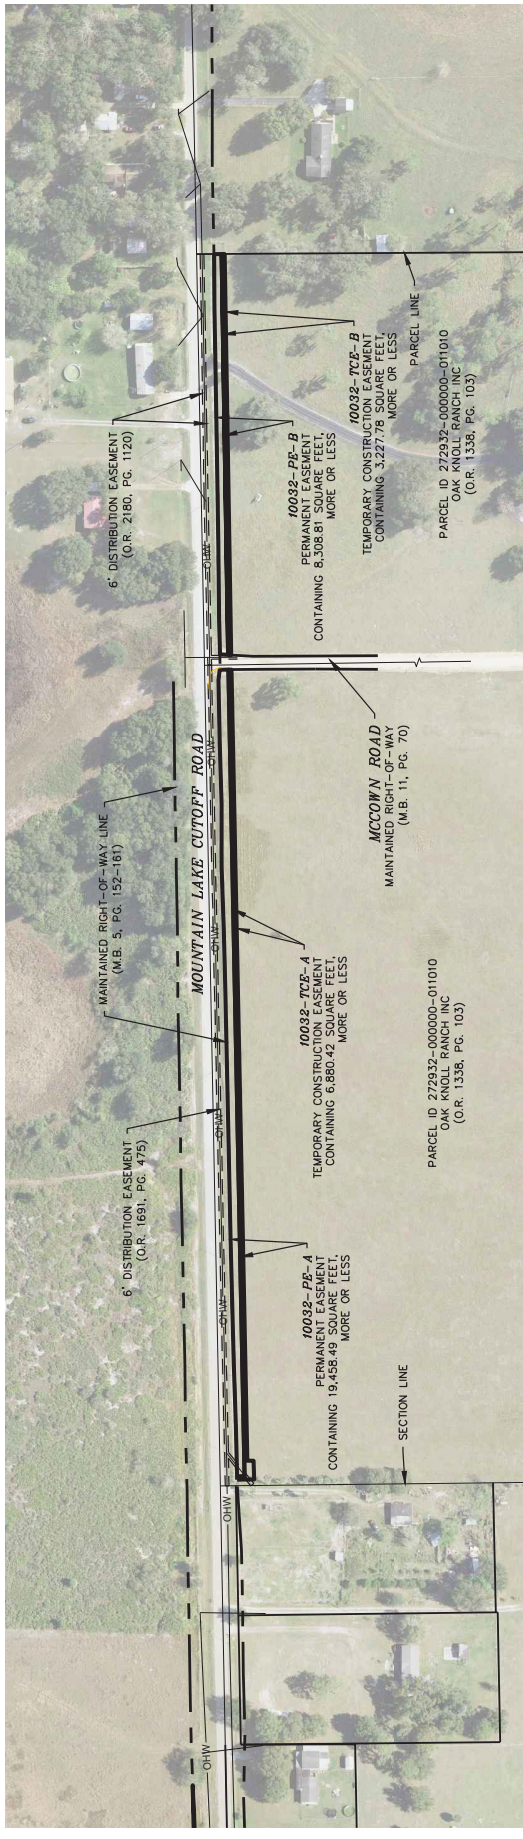 6' DISTRIBUTION EASEMENT
(O.R. 1691, PG. 475)
MAINTAINED RIGHT-OF-WAY LINE
(M.B. 5, PG. 152-161)
6' DISTRIBUTION EASEMENT
(O.R. 2180, PG. 1120)
MOUNTAIN LAKE CUTOFF ROAD
OHW
OHW
OHW
OHW
OHW
OHW
OHW
10032-PE-A
PERMANENT EASEMENT
CONTAINING 19,458.49 SQUARE FEET,
MORE OR LESS
10032-TCE-A
TEMPORARY CONSTRUCTION EASEMENT
CONTAINING 6,880.42 SQUARE FEET,
MORE OR LESS
10032-PE-B
PERMANENT EASEMENT
CONTAINING 8,308.81 SQUARE FEET,
MORE OR LESS
10032-TCE-B
TEMPORARY CONSTRUCTION EASEMENT
CONTAINING 3,227.78 SQUARE FEET,
MORE OR LESS
SECTION LINE
MCCOWN ROAD
MAINTAINED RIGHT-OF-WAY
(M.B. 11, PG. 70)
PARCEL LINE
PARCEL ID 272932-000000-011010
OAK KNOLL RANCH INC
(O.R. 1338, PG. 103)
PARCEL ID 272932-000000-011010
OAK KNOLL RANCH INC
(O.R. 1338, PG. 103)